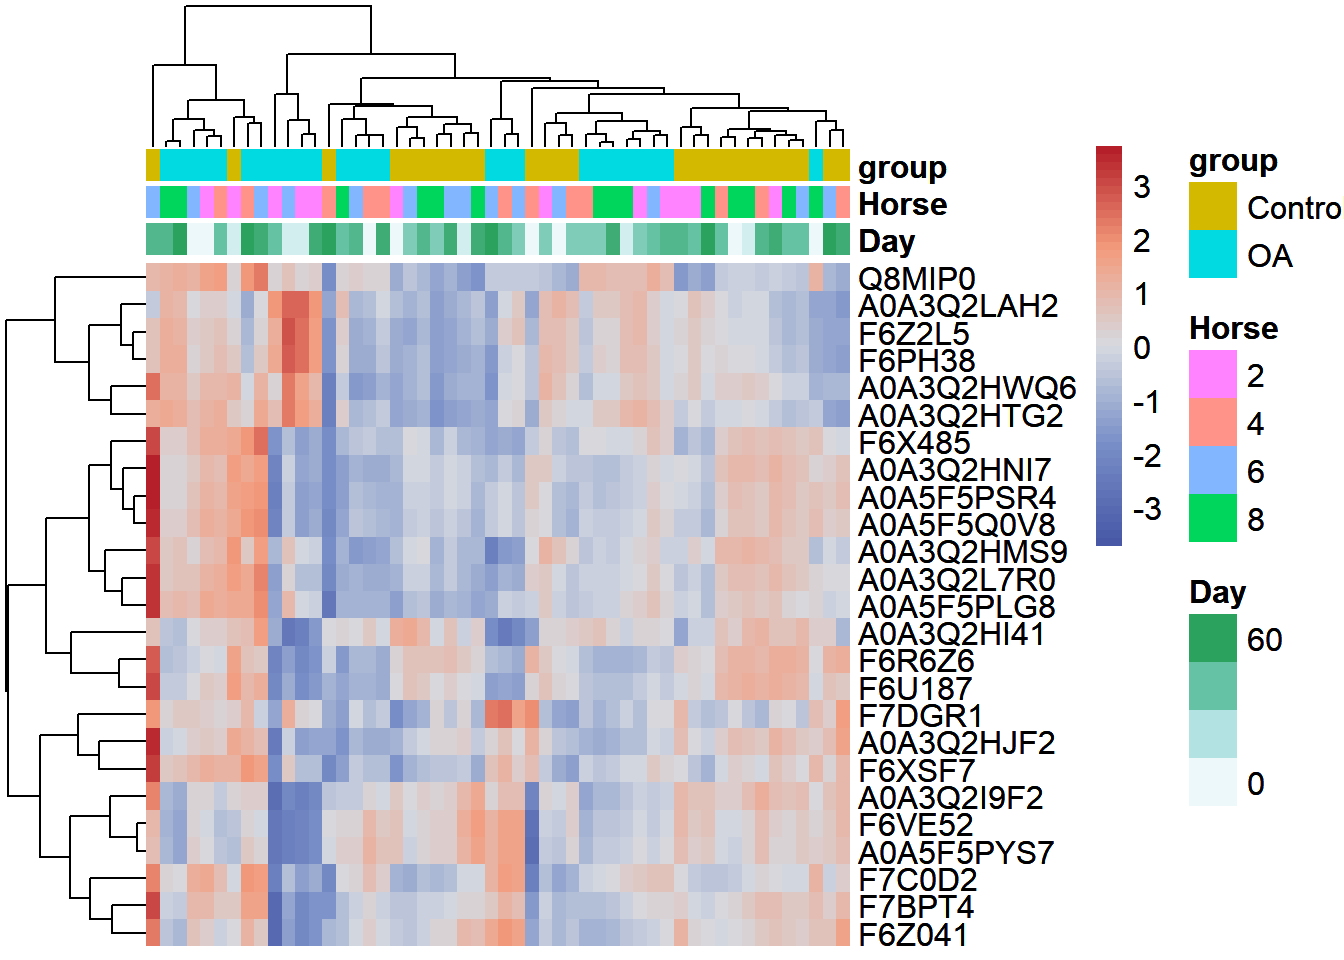 group
Horse
Day
Q8MIP0
A0A3Q2LAH2
F6Z2L5
F6PH38
A0A3Q2HWQ6
A0A3Q2HTG2
F6X485
A0A3Q2HNI7
A0A5F5PSR4
A0A5F5Q0V8
A0A3Q2HMS9
A0A3Q2L7R0
A0A5F5PLG8
A0A3Q2HI41
F6R6Z6
F6U187
F7DGR1
A0A3Q2HJF2
F6XSF7
A0A3Q2I9F2
F6VE52
A0A5F5PYS7
F7C0D2
F7BPT4
F6Z041
3
2
1
0
-1
-2
-3
group
Contro
OA
Horse
2
4
6
8
Day
60
0